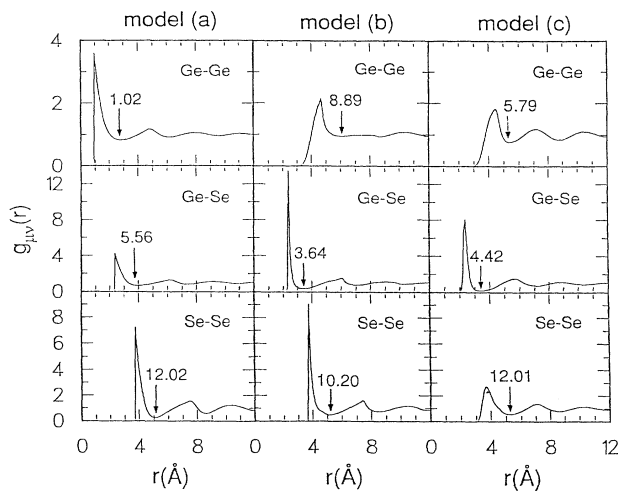 model (a) model (b) model (c)
4
Ge-Ge Ge-Ge Ge-Ge
1.02 8.89 5.79
2
0
12
Ge-Se Ge-Se Ge-Se
8
5.56 3.64 4.42
4
0
gμν(r)
8
Se-Se Se-Se Se-Se
6
4
12.02 10.20 12.01
2
0
0 4 8 0 4 8 0 4 8 12
r(Å) r(Å) r(Å)